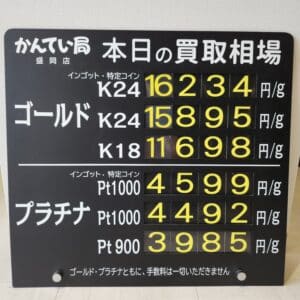 かんてい局 本日の買取相場
盛岡店
インゴット・特定コイン
K24 16234 円/g
ゴールド K24 15895 円/g
K18 11698 円/g
インゴット・特定コイン
Pt1000 4599 円/g
プラチナ Pt1000 4492 円/g
Pt900 3985 円/g
ゴールド・プラチナともに、手数料は一切いただきません